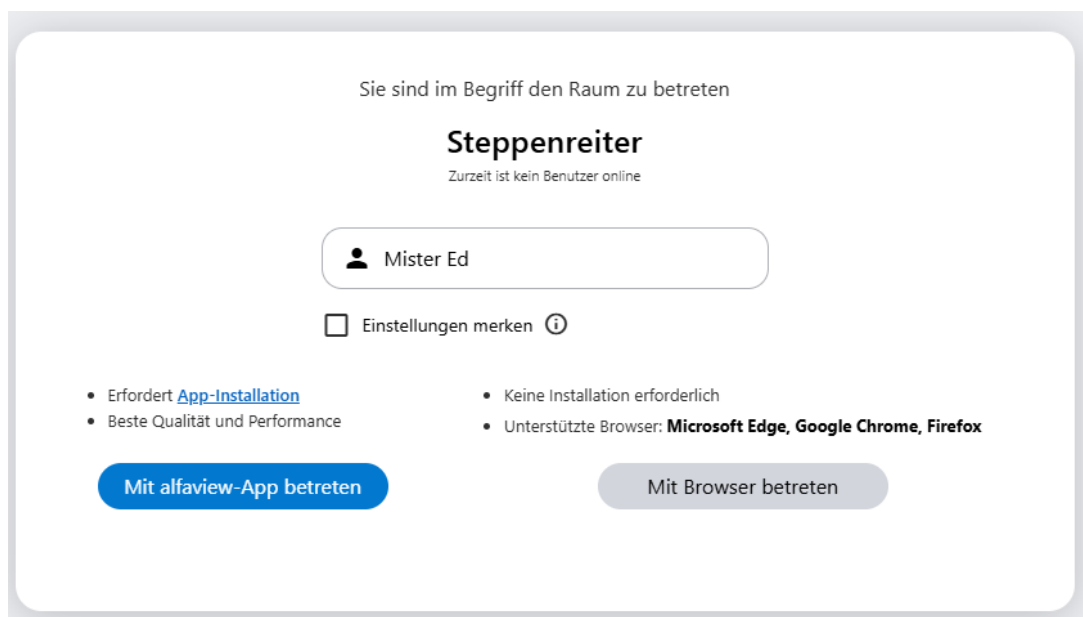 Sie sind im Begriff den Raum zu betreten
Steppenreiter
Zurzeit ist kein Benutzer online
Mister Ed
Einstellungen merken
Erfordert App-Installation
Beste Qualität und Performance
Mit alfaview-App betreten
Keine Installation erforderlich
Unterstützte Browser: Microsoft Edge, Google Chrome, Firefox
Mit Browser betreten